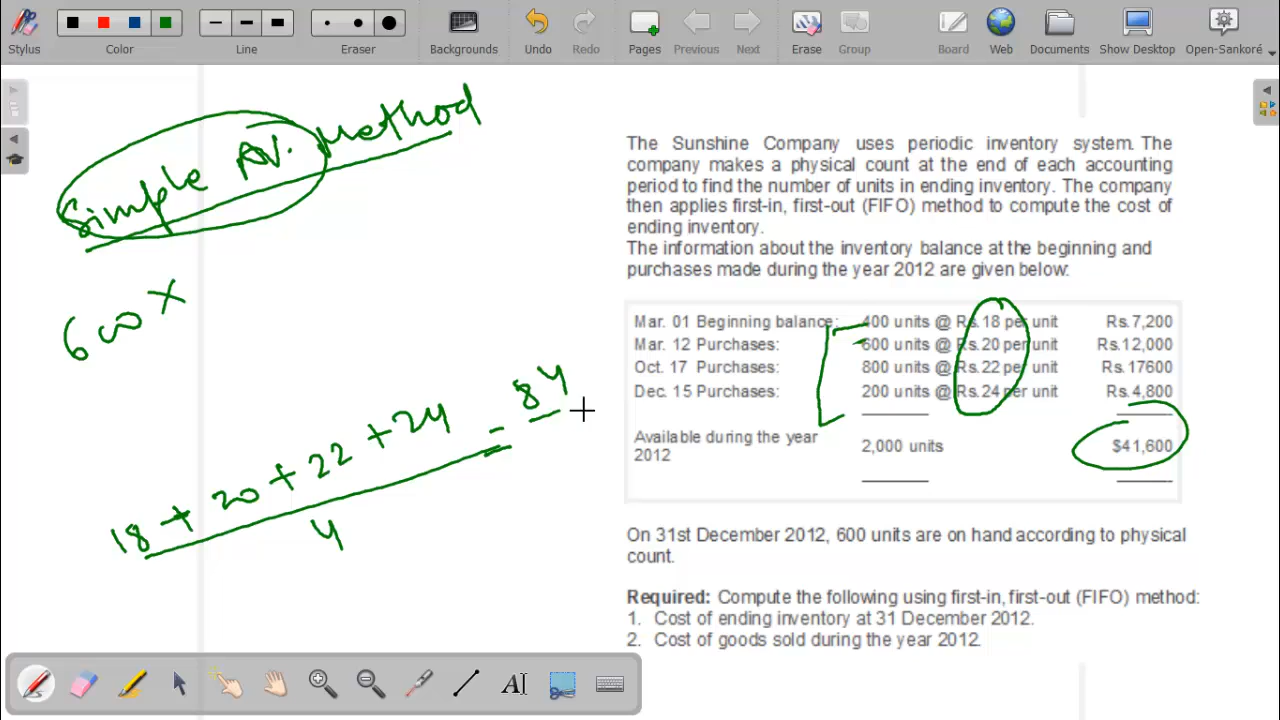 Stylus
Color
Line
Eraser
Backgrounds
Undo
Redo
Pages
Previous
Next
Erase
Group
Board
Web
Documents
Show Desktop
Open-Sankoré
Simple AV. Method
600 ×
18 + 20 + 22 + 24 = 84
4
The Sunshine Company uses periodic inventory system. The
company makes a physical count at the end of each accounting
period to find the number of units in ending inventory. The company
then applies first-in, first-out (FIFO) method to compute the cost of
ending inventory.
The information about the inventory balance at the beginning and
purchases made during the year 2012 are given below:
Mar. 01 Beginning balance: 400 units @ Rs.18 per unit Rs.7,200
Mar. 12 Purchases: 600 units @ Rs.20 per unit Rs.12,000
Oct. 17 Purchases: 800 units @ Rs.22 per unit Rs.17600
Dec. 15 Purchases: 200 units @ Rs.24 per unit Rs.4,800
Available during the year
2012 2,000 units $41,600
On 31st December 2012, 600 units are on hand according to physical
count.
Required: Compute the following using first-in, first-out (FIFO) method:
1. Cost of ending inventory at 31 December 2012.
2. Cost of goods sold during the year 2012.